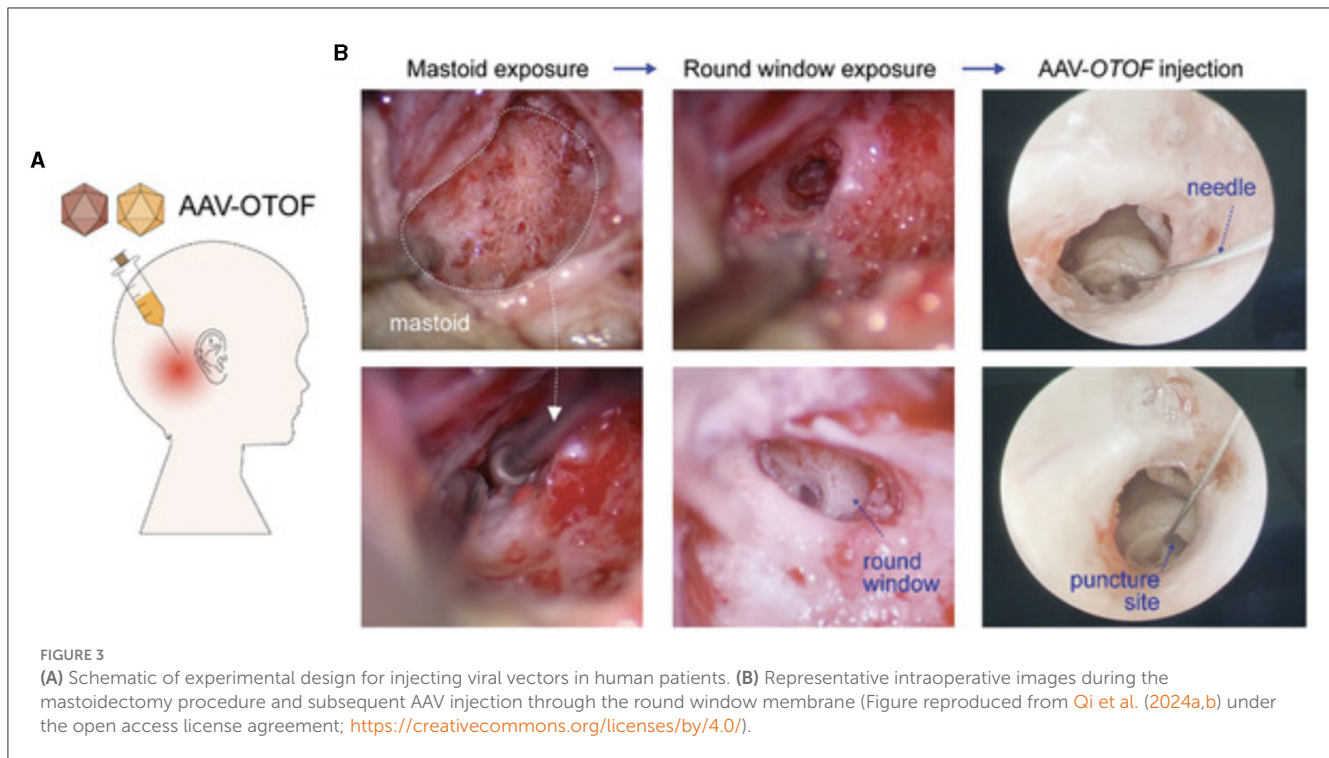 B
Mastoid exposure → Round window exposure → AAV-OTOF injection
A
AAV-OTOF
needle
mastoid
round
window
puncture
site
FIGURE 3
(A) Schematic of experimental design for injecting viral vectors in human patients. (B) Representative intraoperative images during the
mastoidectomy procedure and subsequent AAV injection through the round window membrane (Figure reproduced from Qi et al. (2024a,b) under
the open access license agreement; https://creativecommons.org/licenses/by/4.0/).